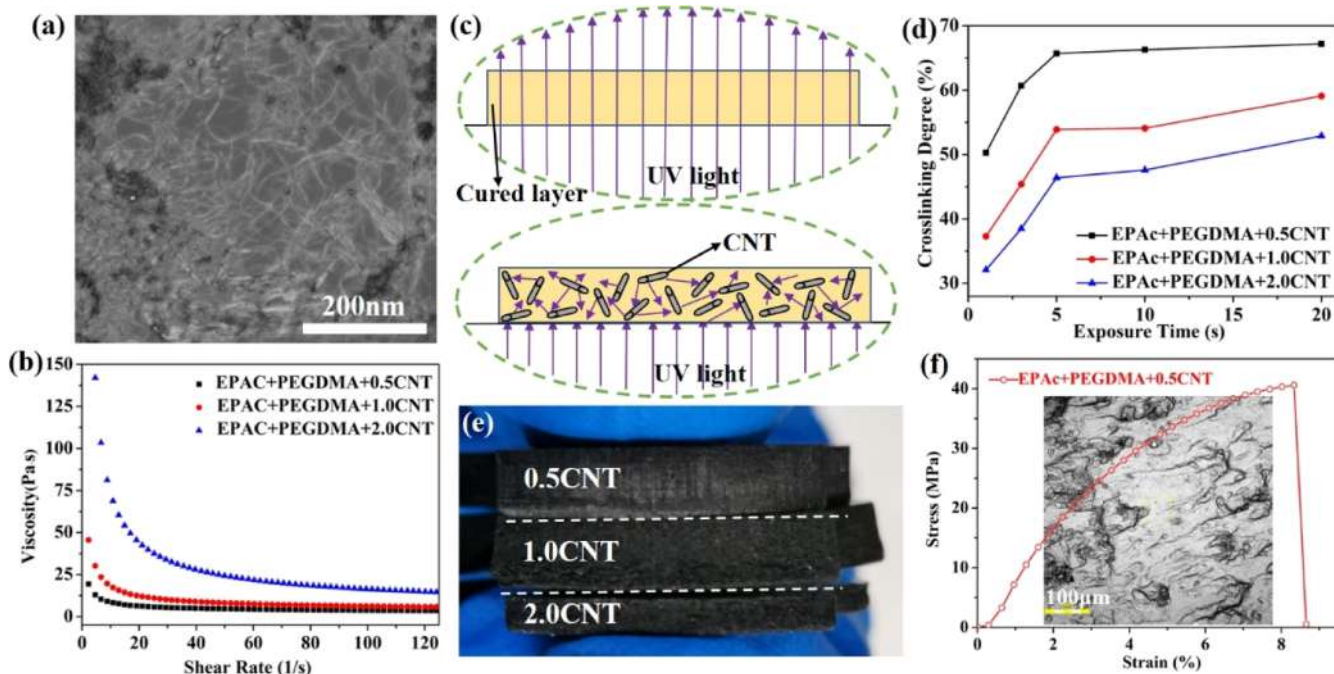 (a)
200nm
(b)
150
125
100
75
50
25
0
Viscosity(Pa s)
EPAC+PEGDMA+0.5CNT
EPAC+PEGDMA+1.0CNT
EPAC+PEGDMA+2.0CNT
0 20 40 60 80 100 120
Shear Rate (1/s)
(c)
UV light
Cured layer
CNT
UV light
(e)
0.5CNT
1.0CNT
2.0CNT
(d)
70
60
50
40
30
Crosslinking Degree (%)
EPAc+PEGDMA+0.5CNT
EPAc+PEGDMA+1.0CNT
EPAc+PEGDMA+2.0CNT
0 5 10 15 20
Exposure Time (s)
(f)
EPAc+PEGDMA+0.5CNT
40
30
20
10
0
Stress (MPa)
100μm
0 2 4 6 8
Strain (%)